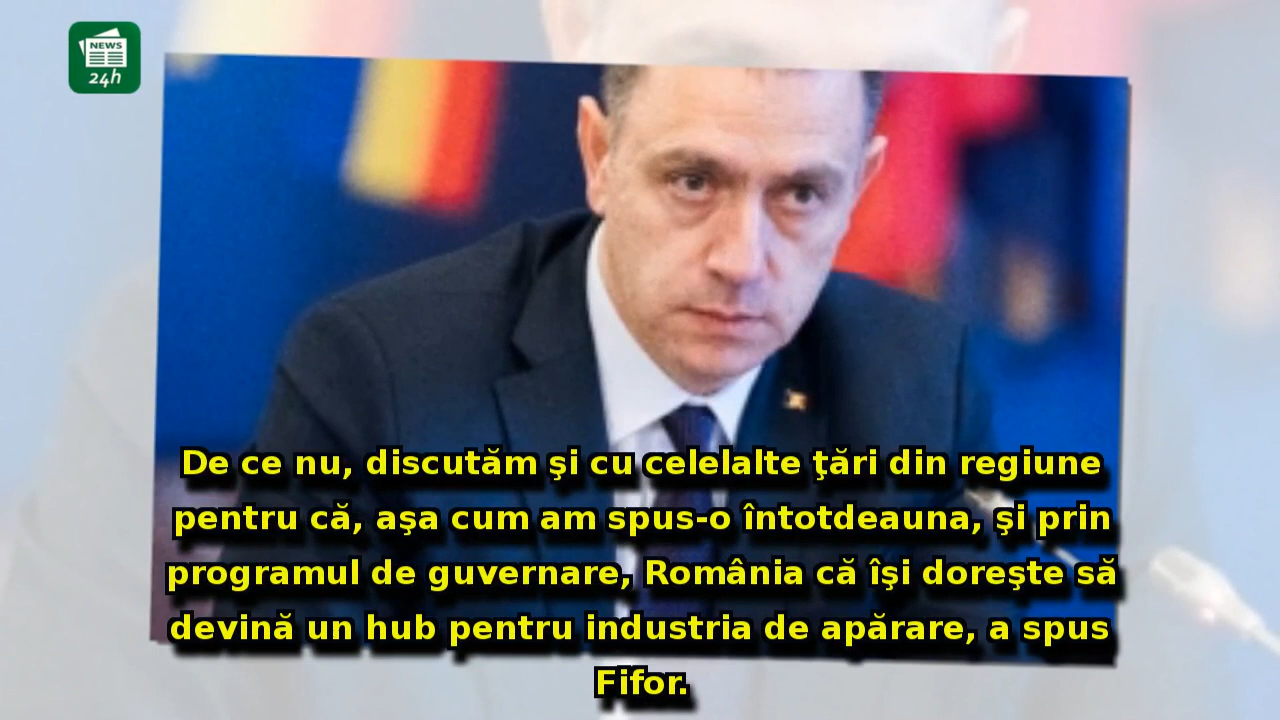 NEWS
24h
De ce nu, discutăm şi cu celelalte ţări din regiune
pentru că, aşa cum am spus-o întotdeauna, şi prin
programul de guvernare, România că îşi doreşte să
devină un hub pentru industria de apărare, a spus
Fifor.